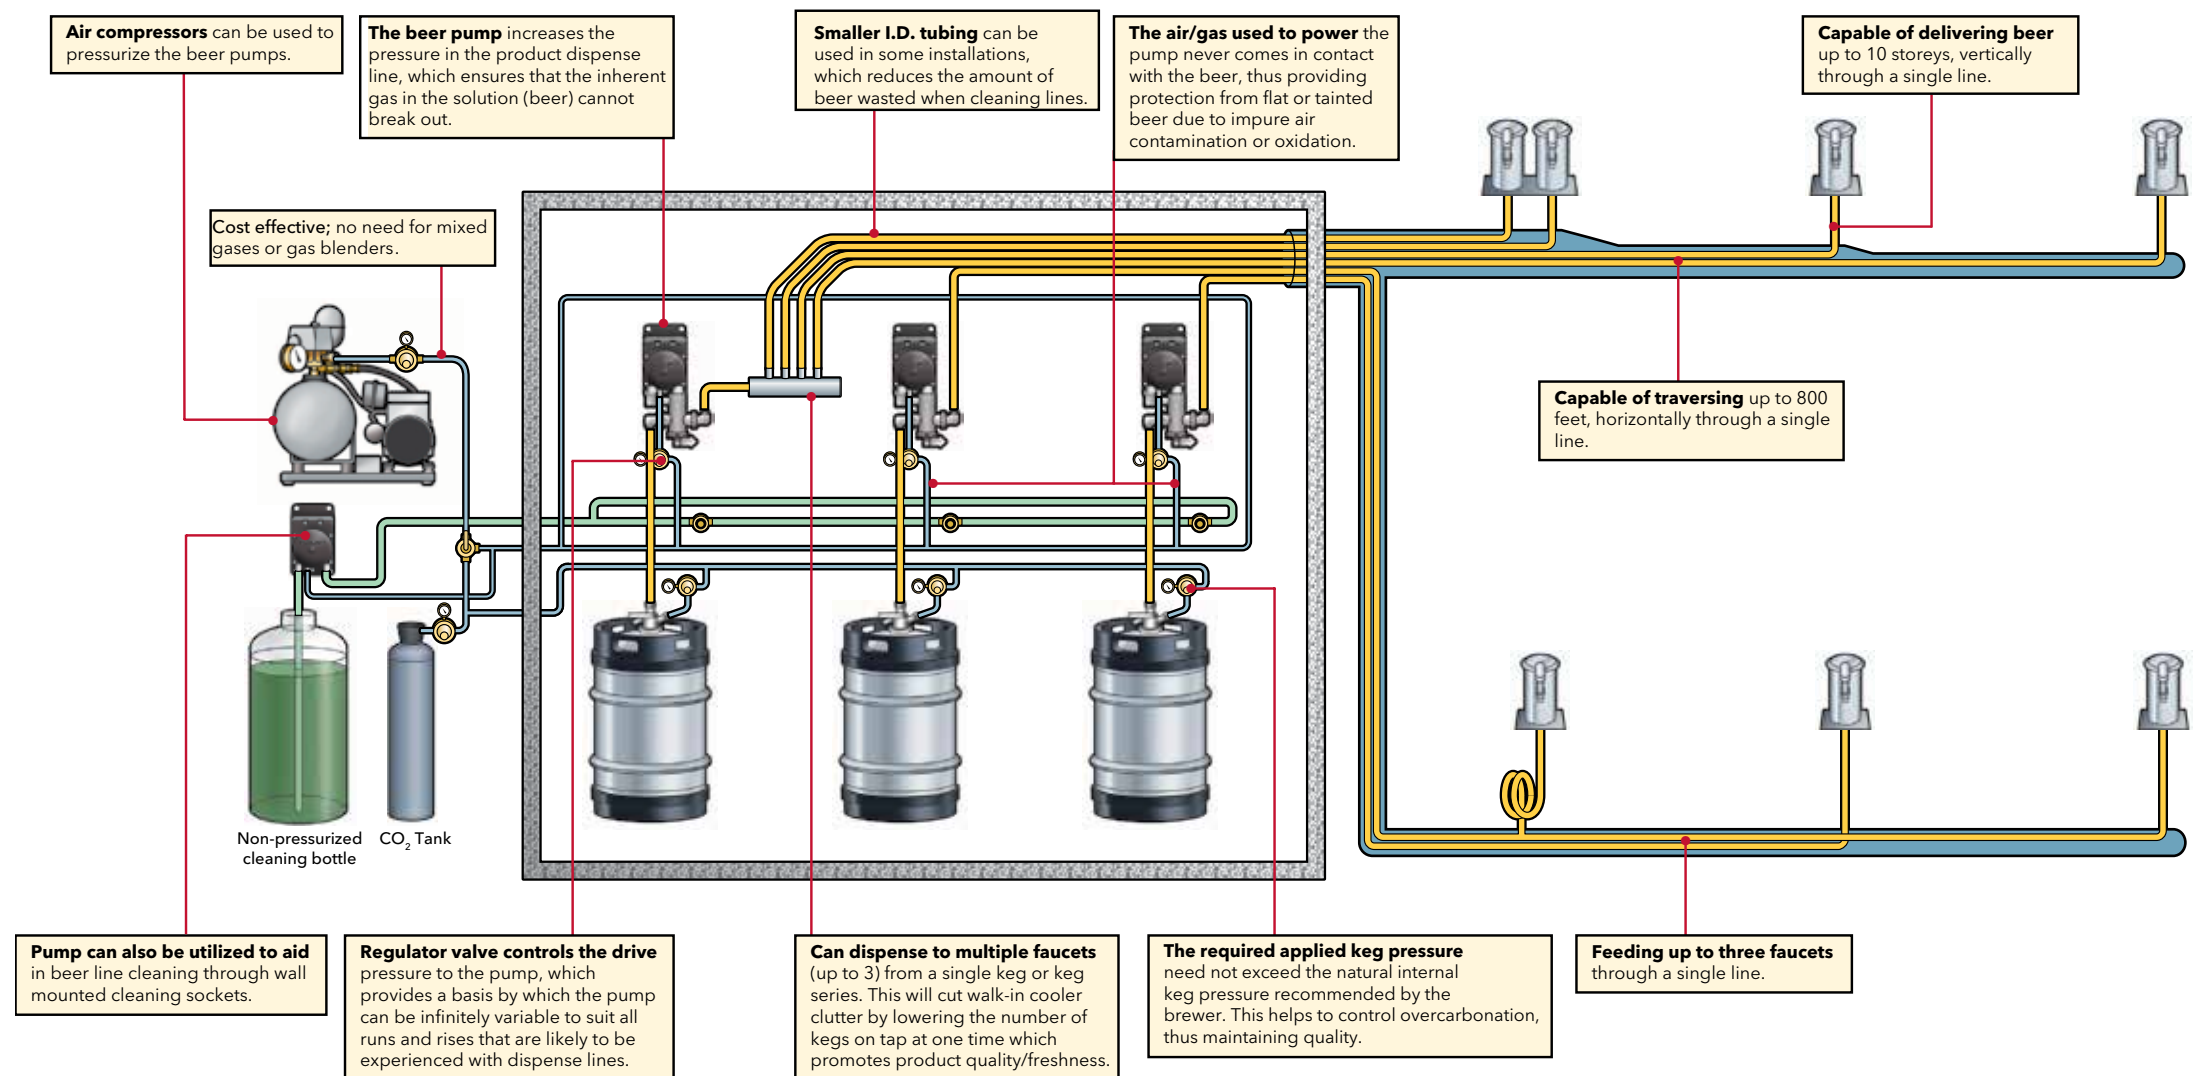 Air compressors can be used to
pressurize the beer pumps.
The beer pump increases the
pressure in the product dispense
line, which ensures that the inherent
gas in the solution (beer) cannot
break out.
Smaller I.D. tubing can be
used in some installations,
which reduces the amount of
beer wasted when cleaning lines.
The air/gas used to power the
pump never comes in contact
with the beer, thus providing
protection from flat or tainted
beer due to impure air
contamination or oxidation.
Capable of delivering beer
up to 10 storeys, vertically
through a single line.
Cost effective; no need for mixed
gases or gas blenders.
Capable of traversing up to 800
feet, horizontally through a single
line.
Non-pressurized
cleaning bottle
CO2 Tank
Pump can also be utilized to aid
in beer line cleaning through wall
mounted cleaning sockets.
Regulator valve controls the drive
pressure to the pump, which
provides a basis by which the pump
can be infinitely variable to suit all
runs and rises that are likely to be
experienced with dispense lines.
Can dispense to multiple faucets
(up to 3) from a single keg or keg
series. This will cut walk-in cooler
clutter by lowering the number of
kegs on tap at one time which
promotes product quality/freshness.
The required applied keg pressure
need not exceed the natural internal
keg pressure recommended by the
brewer. This helps to control overcarbonation,
thus maintaining quality.
Feeding up to three faucets
through a single line.